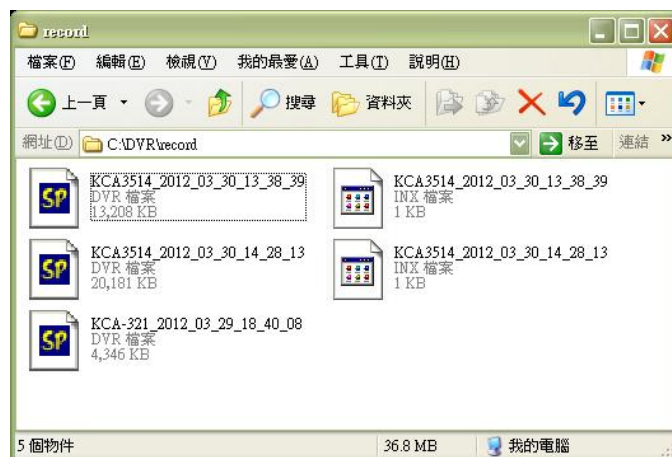 record
檔案(F) 編輯(E) 檢視(V) 我的最愛(A) 工具(T) 說明(H)
上一頁 搜尋 資料夾
網址(D) C:\DVR\record 移至 連結 »
KCA3514_2012_03_30_13_38_39
DVR 檔案
13,208 KB
KCA3514_2012_03_30_13_38_39
INX 檔案
1 KB
KCA3514_2012_03_30_14_28_13
DVR 檔案
20,181 KB
KCA3514_2012_03_30_14_28_13
INX 檔案
1 KB
KCA-321_2012_03_29_18_40_08
DVR 檔案
4,346 KB
SP
SP
SP
5 個物件 36.8 MB 我的電腦